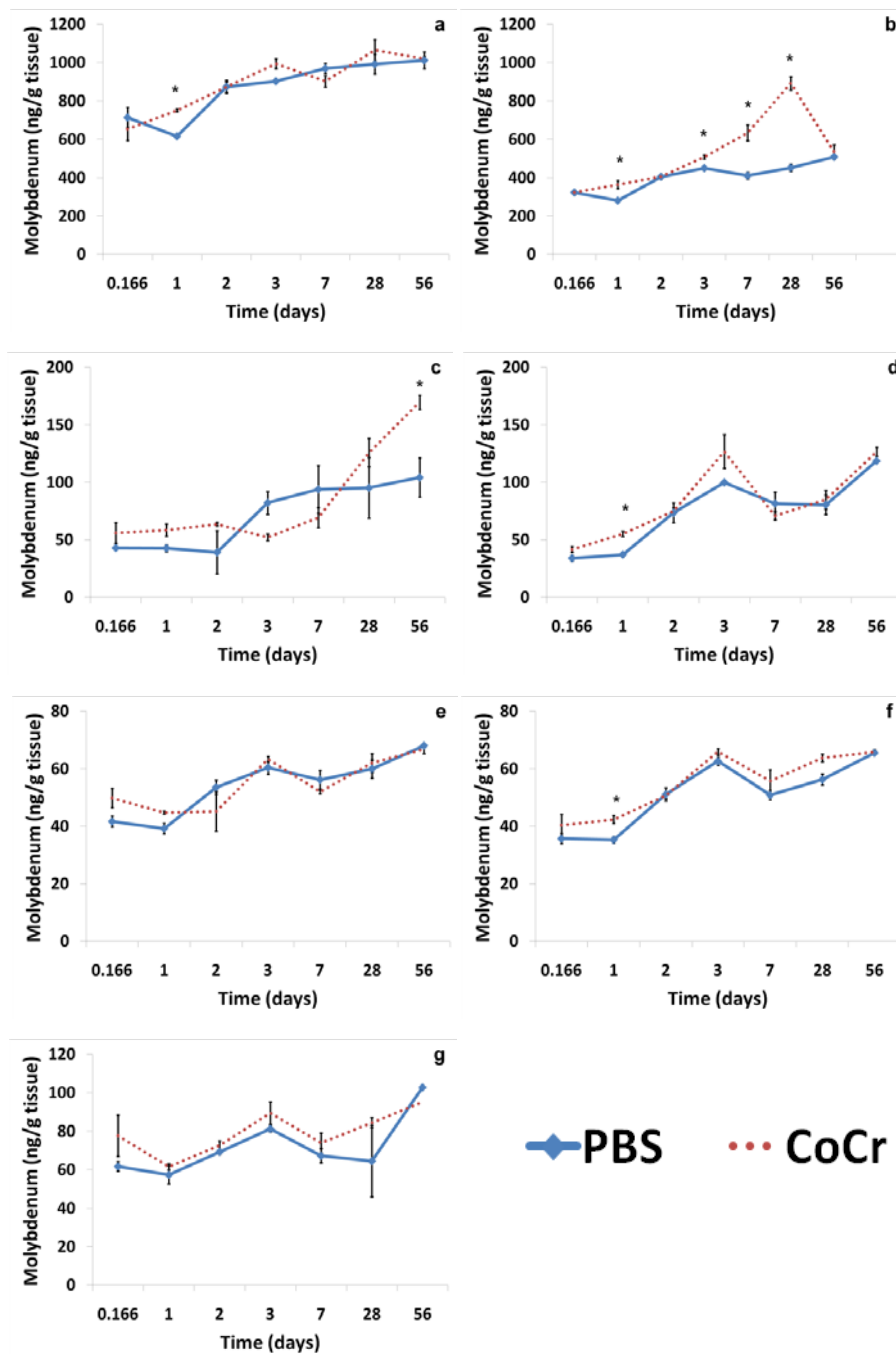 a
Molybdenum (ng/g tissue)
1200
1000
800
600
400
200
0
*
0.166 1 2 3 7 28 56
Time (days)
b
Molybdenum (ng/g tissue)
1200
1000
800
600
400
200
0
* * * *
0.166 1 2 3 7 28 56
Time (days)
c
Molybdenum (ng/g tissue)
200
150
100
50
0
*
0.166 1 2 3 7 28 56
Time (days)
d
Molybdenum (ng/g tissue)
200
150
100
50
0
*
0.166 1 2 3 7 28 56
Time (days)
e
Molybdenum (ng/g tissue)
80
60
40
20
0
0.166 1 2 3 7 28 56
Time (days)
f
Molybdenum (ng/g tissue)
80
60
40
20
0
*
0.166 1 2 3 7 28 56
Time (days)
g
Molybdenum (ng/g tissue)
120
100
80
60
40
20
0
0.166 1 2 3 7 28 56
Time (days)
PBS CoCr